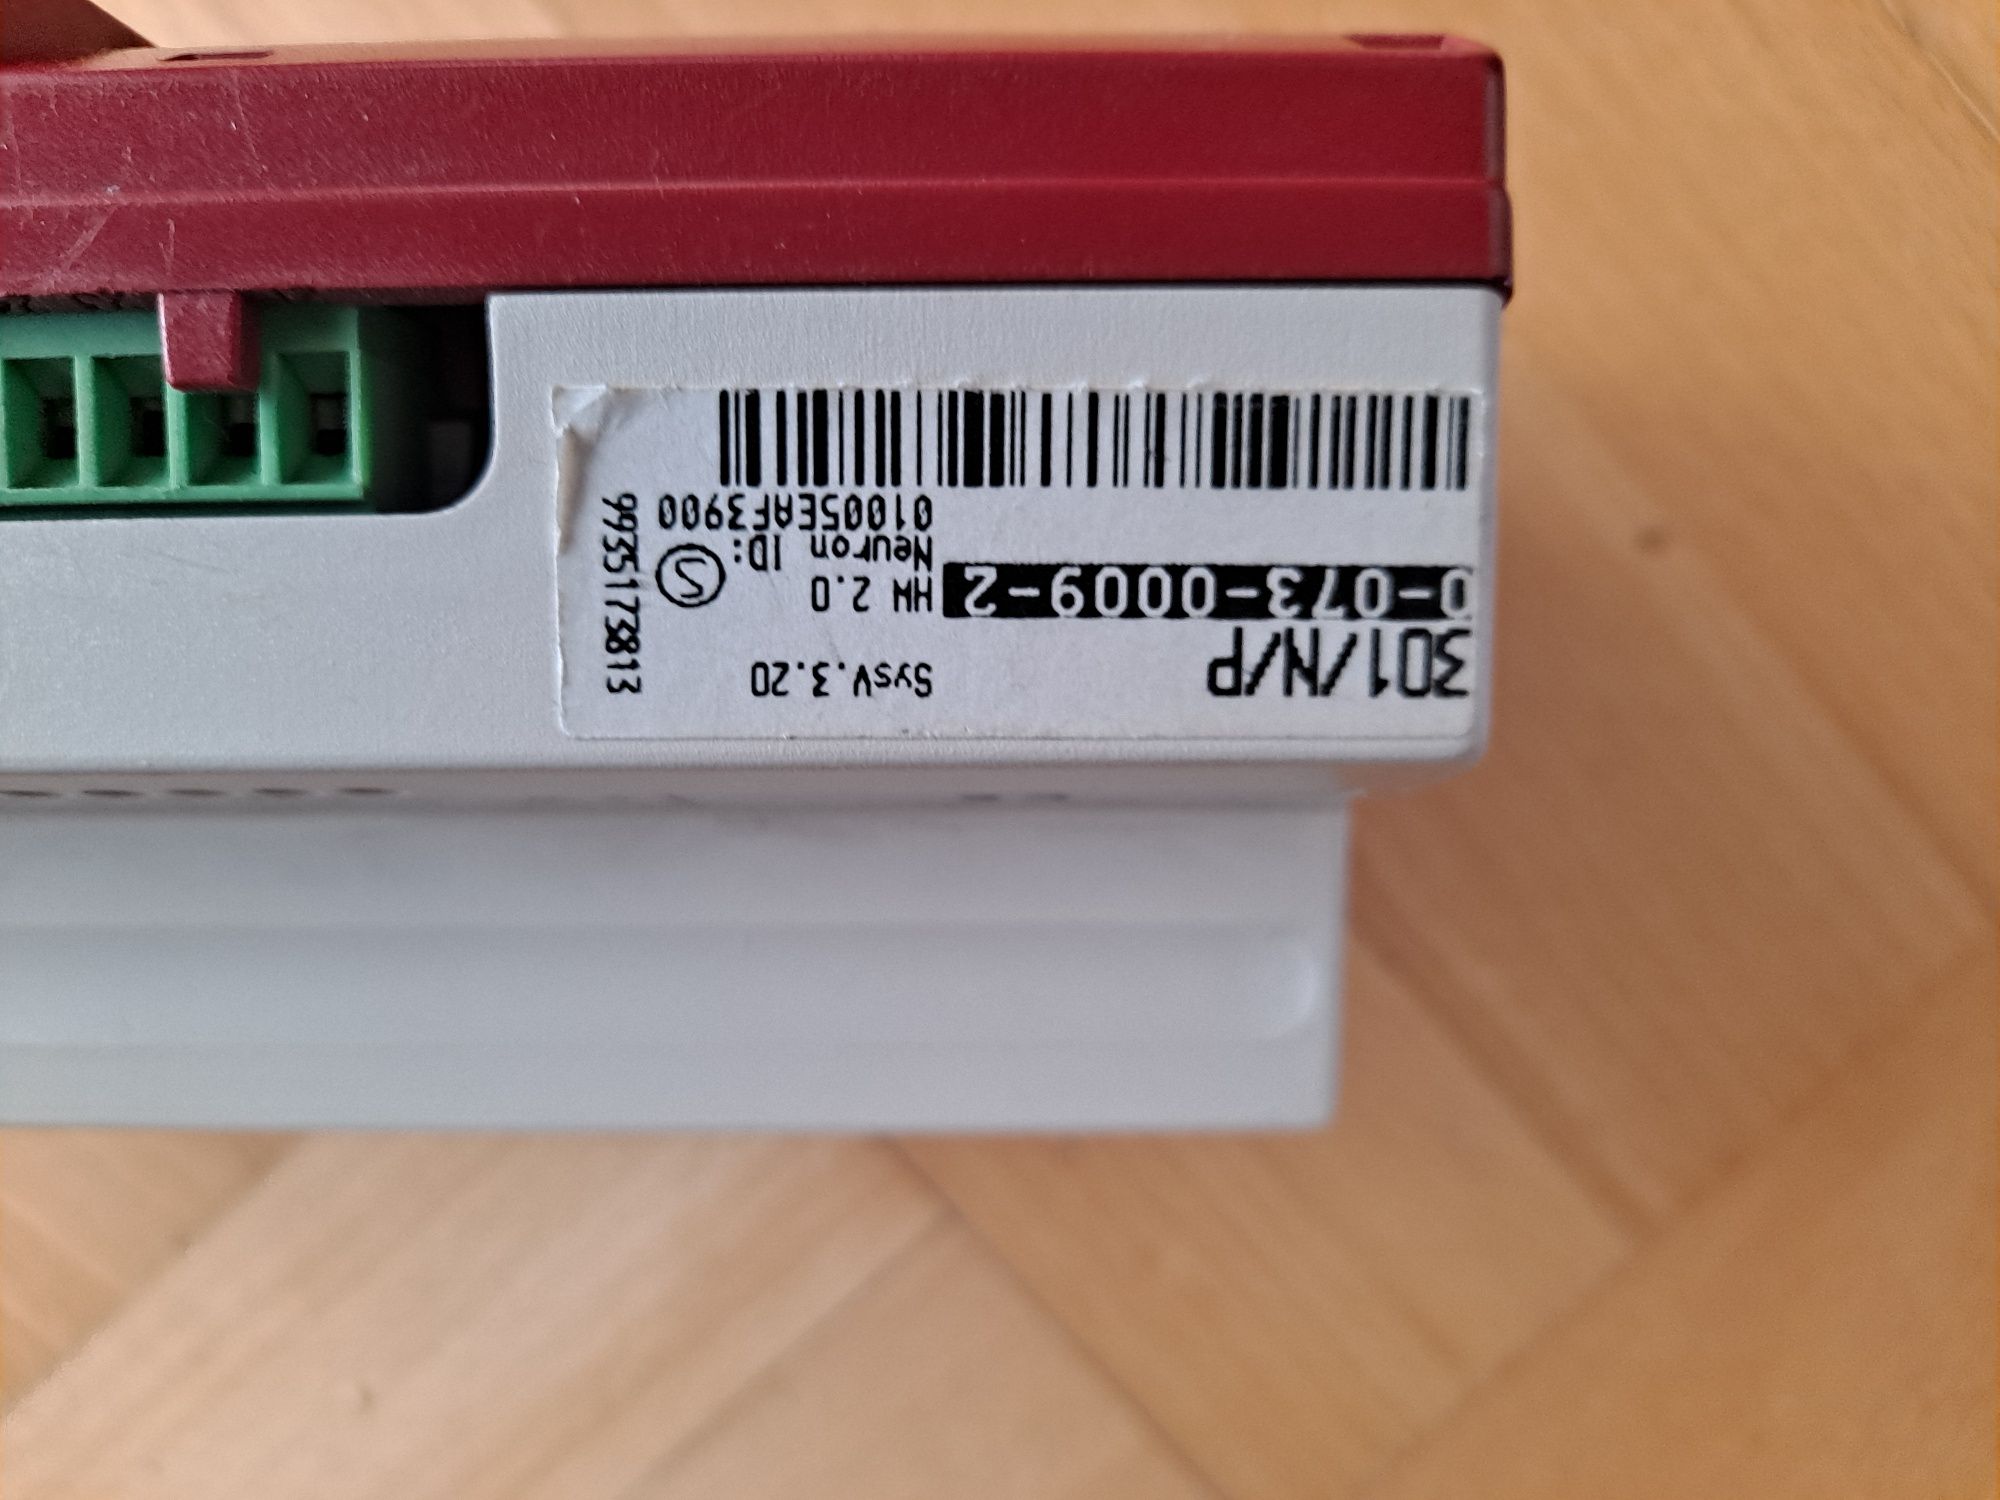 301/N/P
0-073-0009-2
SysV.3.20
HW 2.0
Neuron ID:
01005EAF3900
S
9935173813